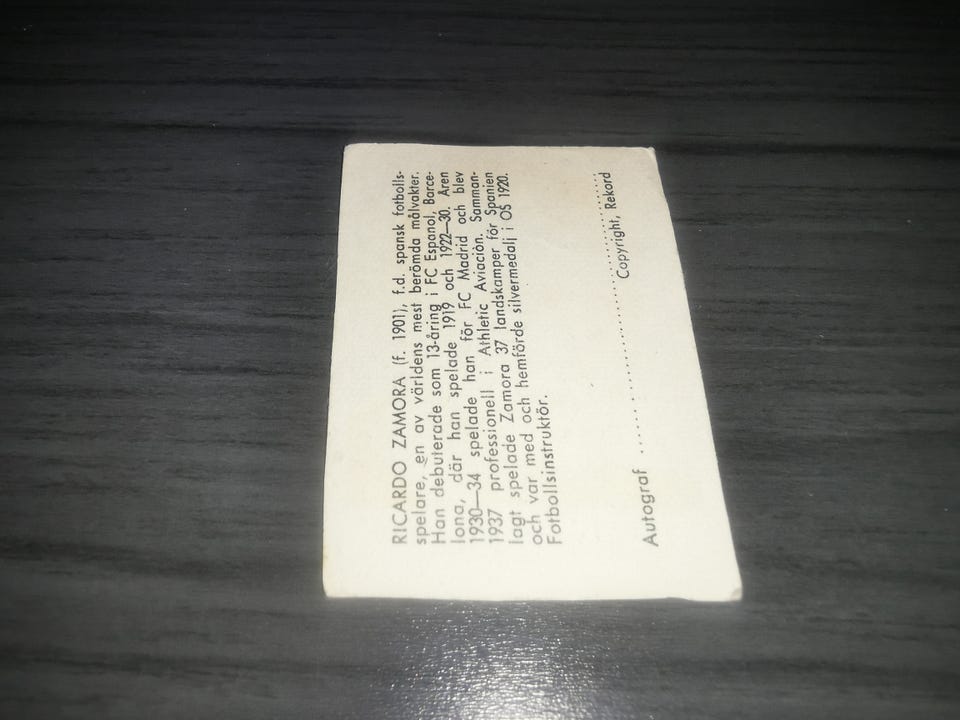 RICARDO ZAMORA (f. 1901), f.d. spansk fotbolls-
spelare, en av världens mest berömda målvakter.
Han debuterade som 13-åring i FC Espanol, Barce-
lona, där han spelade 1919 och 1922—30. Åren
1930—34 spelade han för FC Madrid och blev
1937 professionell i Athletic Aviación. Samman-
lagt spelade Zamora 37 landskamper för Spanien
och var med och hemförde silvermedalj i OS 1920.
Fotbollsinstruktör.
Autograf ..............................
Copyright, Rekord